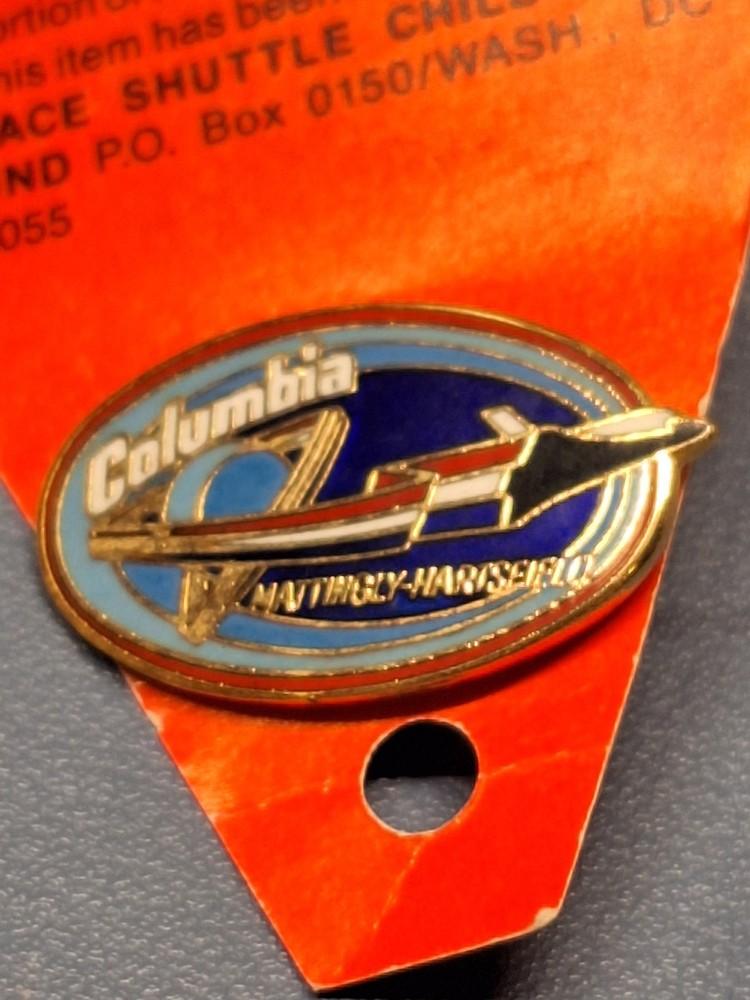 his item has been
ACE SHUTTLE CHILD
ND P.O. Box 0150/WASH., DC
055
Columbia
MATTINGLY-HARTSFIELD